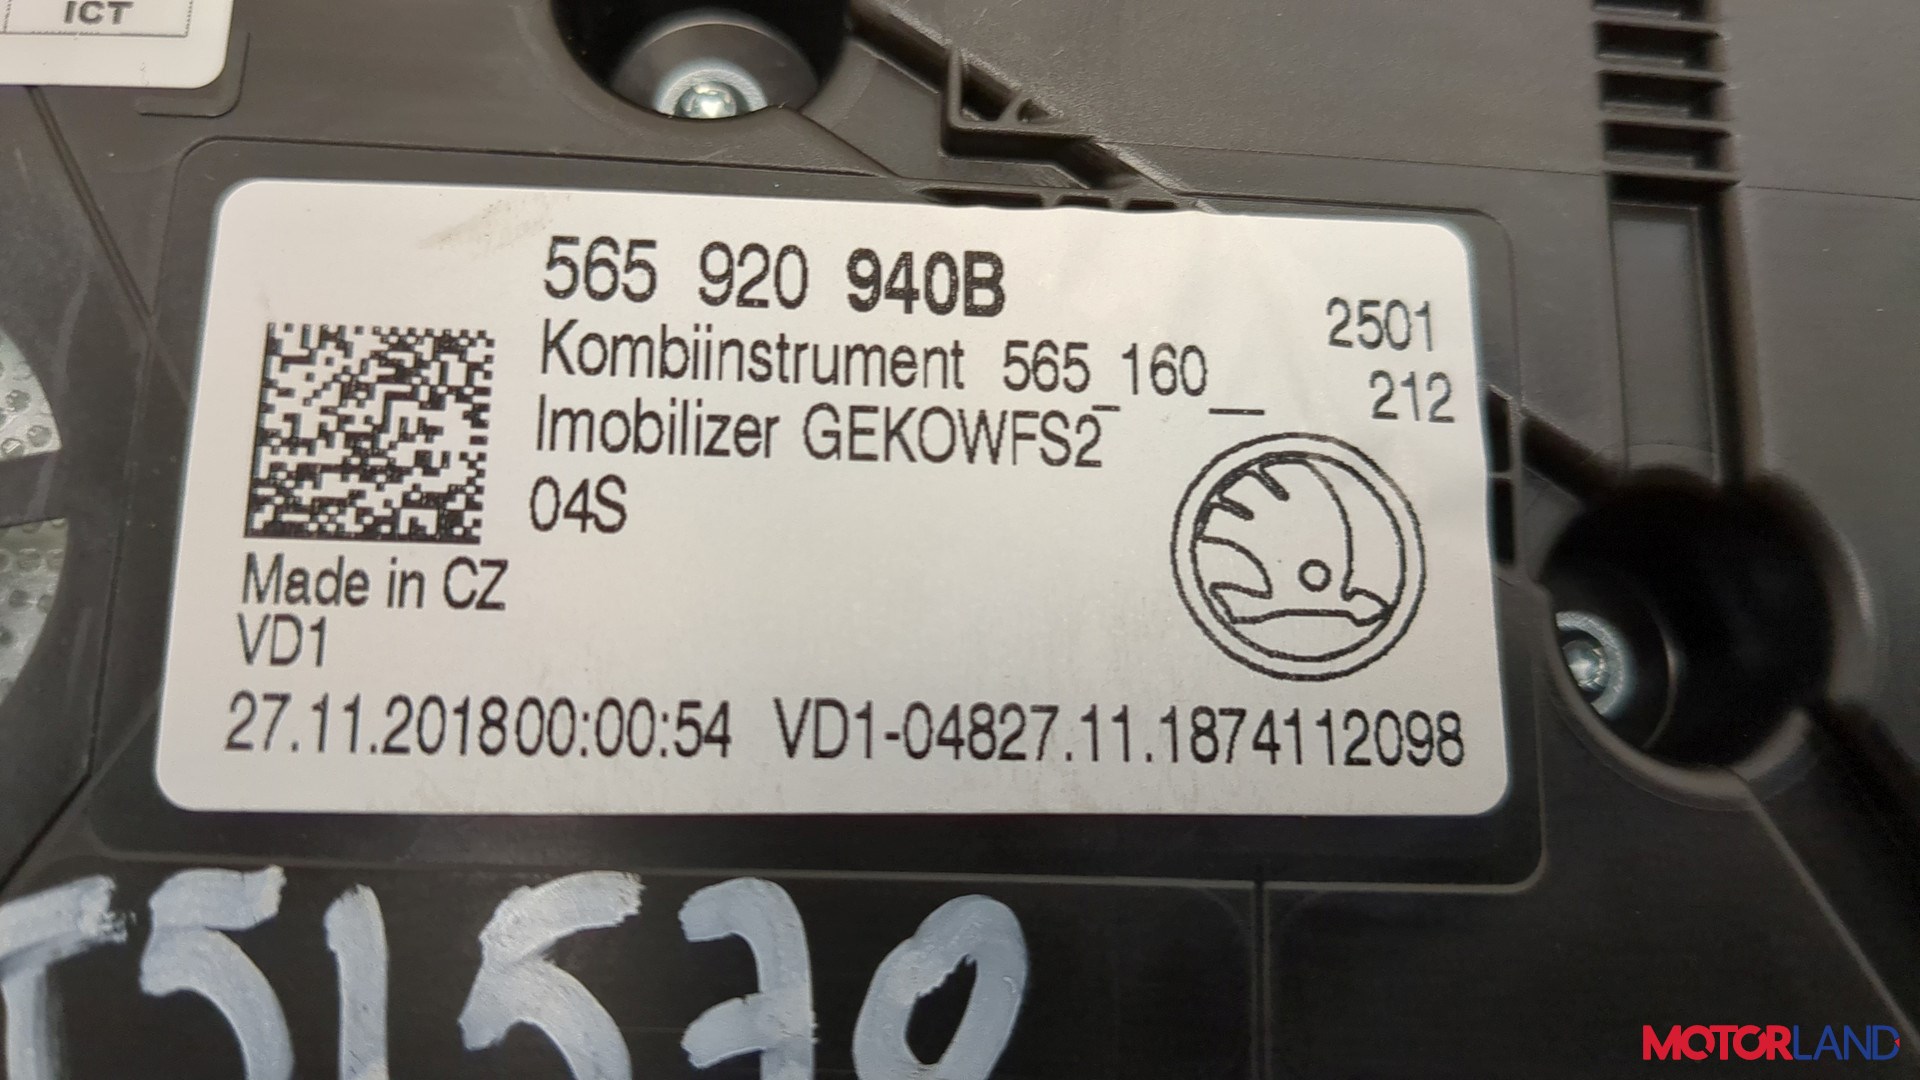 ICT
565 920 940B
Kombiinstrument 565_160__
2501
212
Imobilizer GEKOWFS2
04S
Made in CZ
VD1
27.11.201800:00:54 VD1-04827.11.1874112098
T51570
MOTORLAND